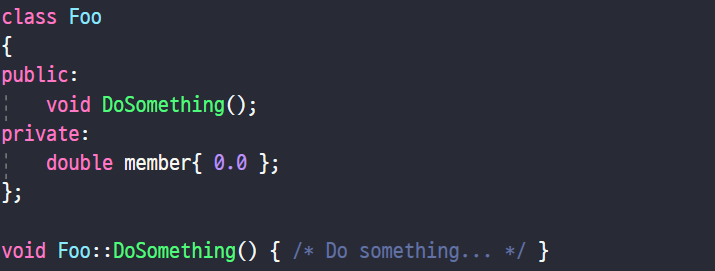 class Foo
{
public:
    void DoSomething();
private:
    double member{ 0.0 };
};

void Foo::DoSomething() { /* Do something... */ }